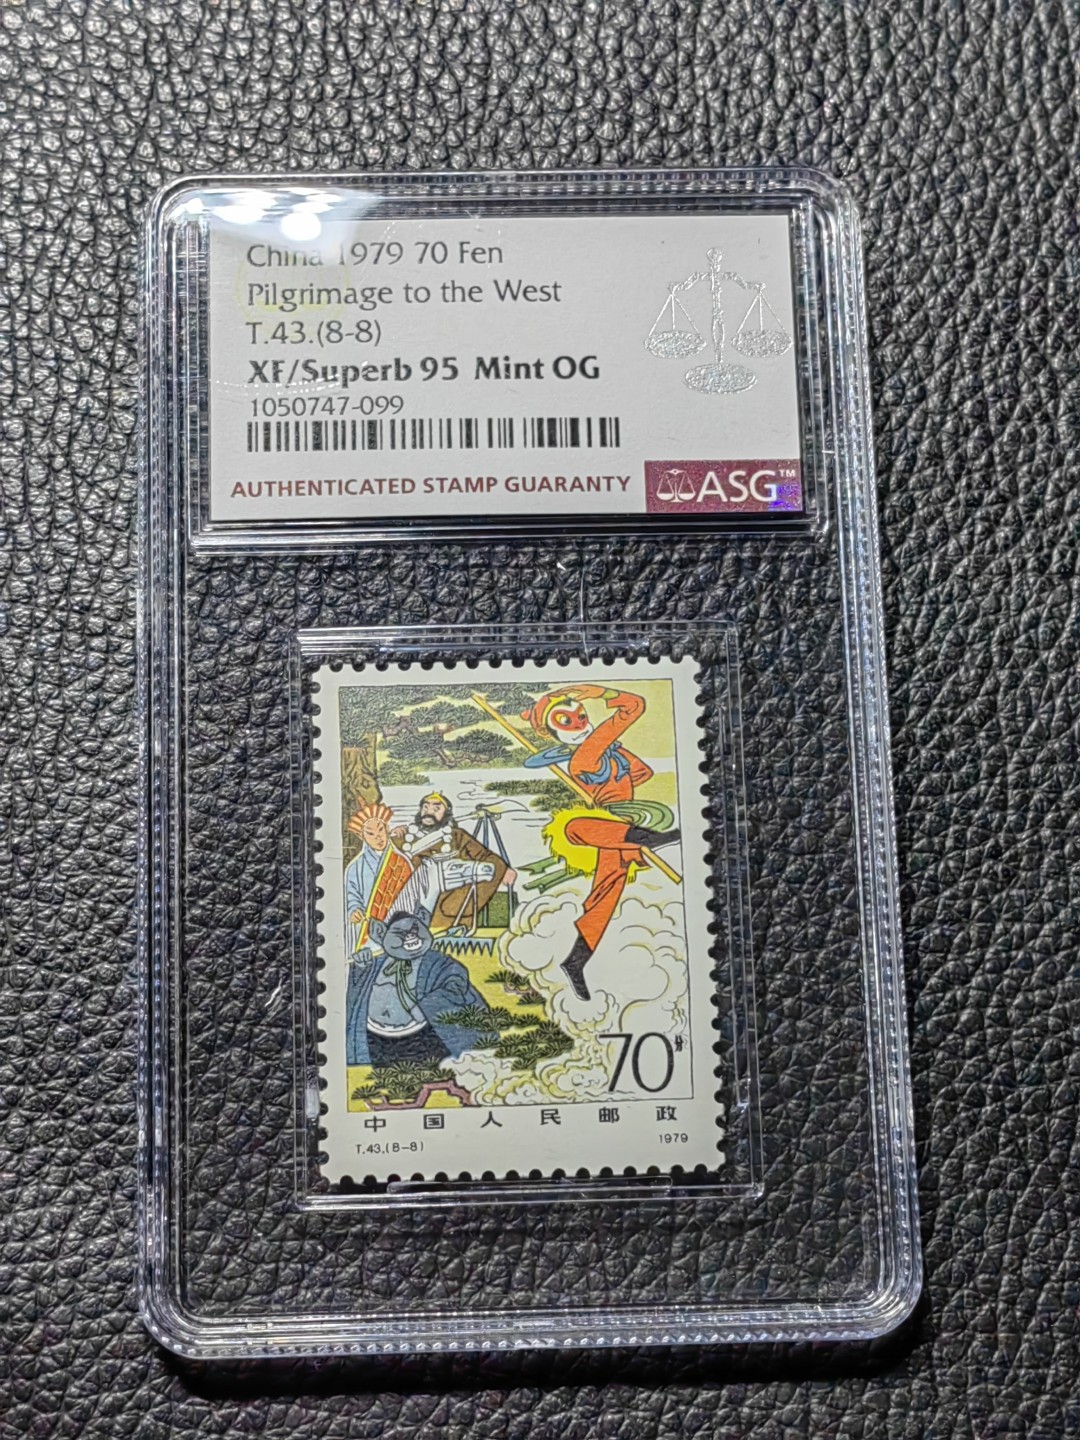 China 1979 70 Fen
Pilgrimage to the West
T.43.(8-8)
XF/Superb 95 Mint OG
1050747-099
AUTHENTICATED STAMP GUARANTY
ASG™
70分
中国人民邮政
T.43.(8-8)
1979